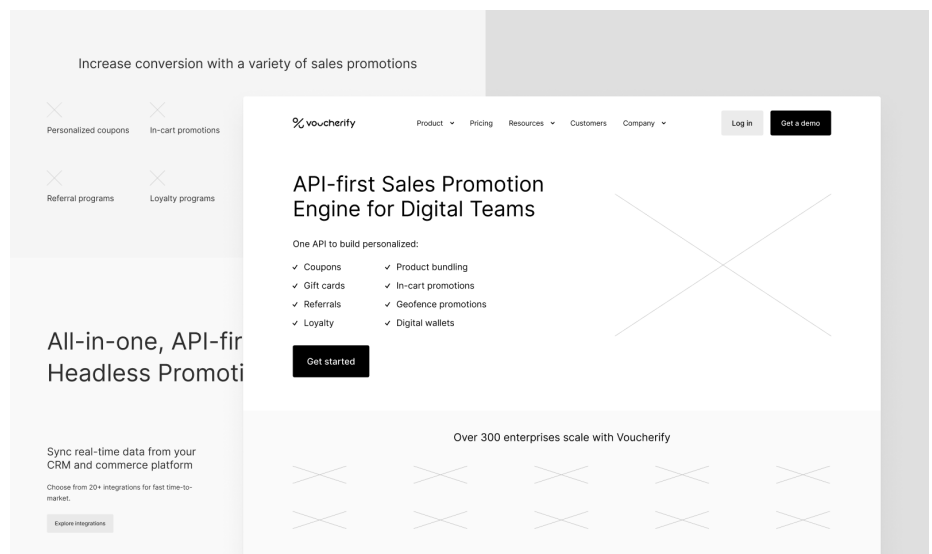 Increase conversion with a variety of sales promotions
Personalized coupons
In-cart promotions
Referral programs
Loyalty programs
All-in-one, API-fir
Headless Promoti
Sync real-time data from your
CRM and commerce platform
Choose from 20+ integrations for fast time-to-
market.
Explore integrations
voucherify
Product
Pricing
Resources
Customers
Company
Log in
Get a demo
API-first Sales Promotion
Engine for Digital Teams
One API to build personalized:
Coupons
Product bundling
Gift cards
In-cart promotions
Referrals
Geofence promotions
Loyalty
Digital wallets
Get started
Over 300 enterprises scale with Voucherify